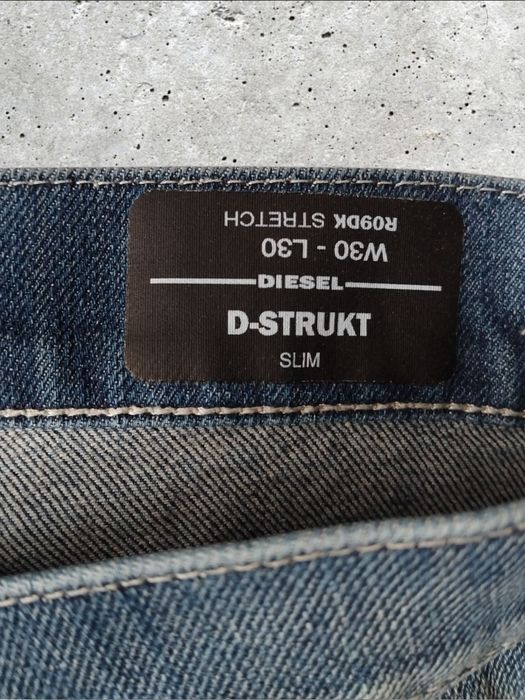 R09DK STRETCH
W30 - L30
DIESEL
D-STRUKT
SLIM